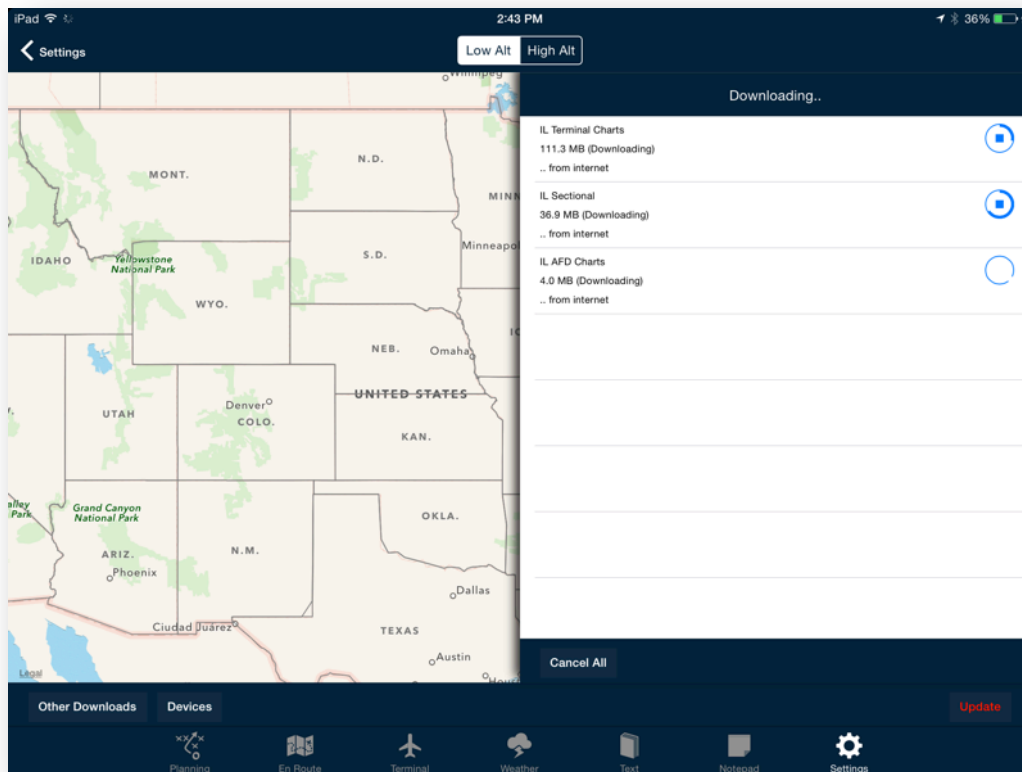 iPad
2:43 PM
36%
Settings
Low Alt
High Alt
Winnipeg
Downloading..
IL Terminal Charts
111.3 MB (Downloading)
.. from internet
IL Sectional
36.9 MB (Downloading)
.. from internet
IL AFD Charts
4.0 MB (Downloading)
.. from internet
MONT.
N.D.
MINN
Minneapo
S.D.
IDAHO
Yellowstone
National Park
WYO.
NEB.
Omaha
UNITED STATES
UTAH
Denver
COLO.
KAN.
alley
Park
Grand Canyon
National Park
OKLA.
ARIZ.
N.M.
Phoenix
Dallas
Ciudad Juárez
TEXAS
Austin
Legal
Hous
Cancel All
Other Downloads
Devices
Update
Planning
En Route
Terminal
Weather
Text
Notepad
Settings